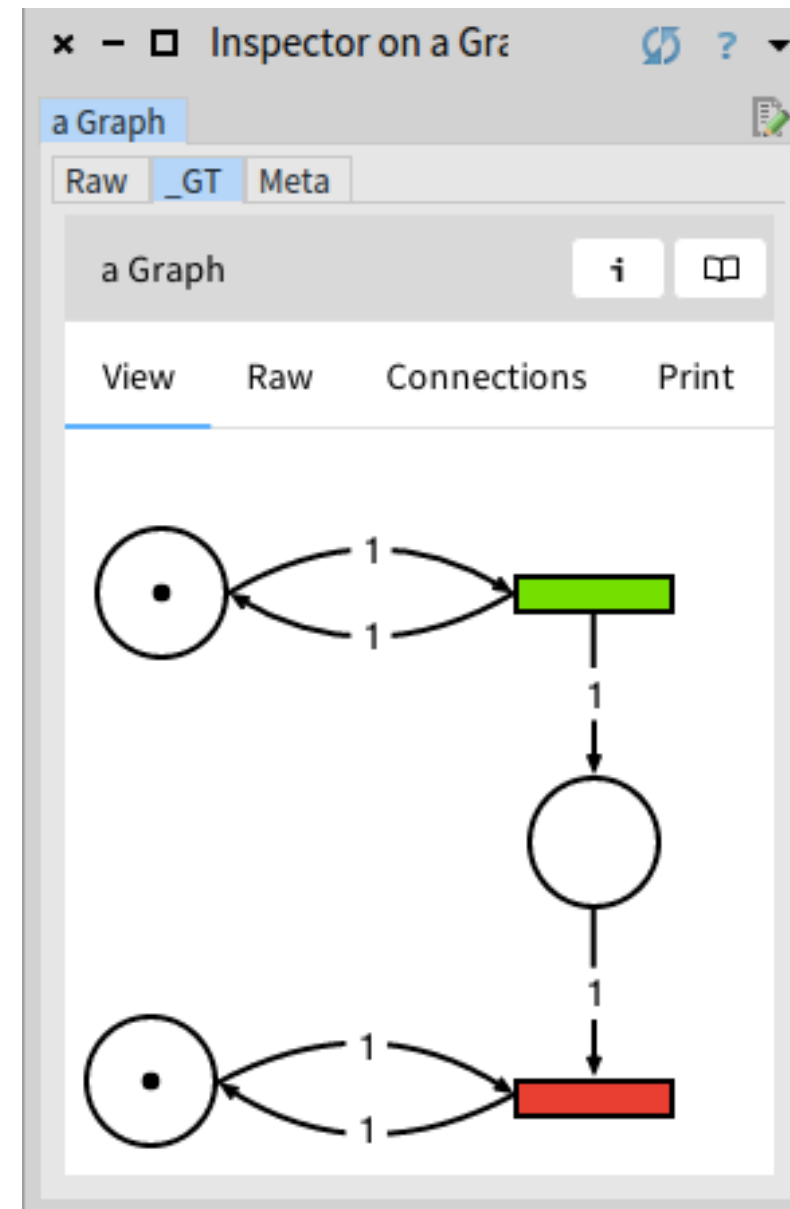 Inspector on a Gra ?
a Graph
Raw _GT Meta
a Graph i
View Raw Connections Print
1
1
1
1
1
1